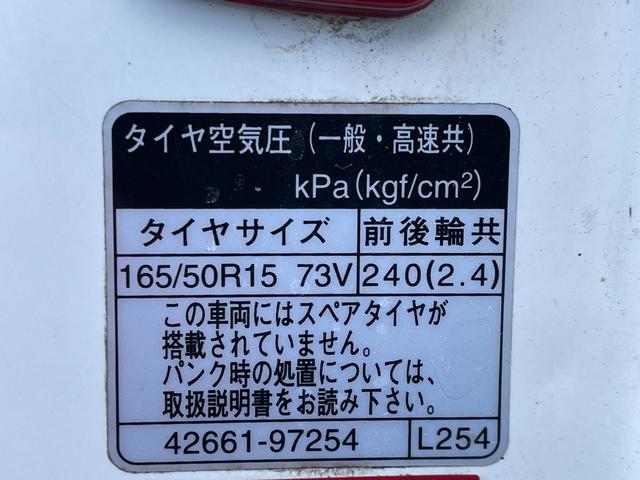 タイヤ空気圧（一般・高速共）
kPa(kgf/cm²)
タイヤサイズ 前後輪共
165/50R15 73V 240(2.4)
この車両にはスペアタイヤが
搭載されていません。
パンク時の処置については、
取扱説明書をお読み下さい。
42661-97254 L254